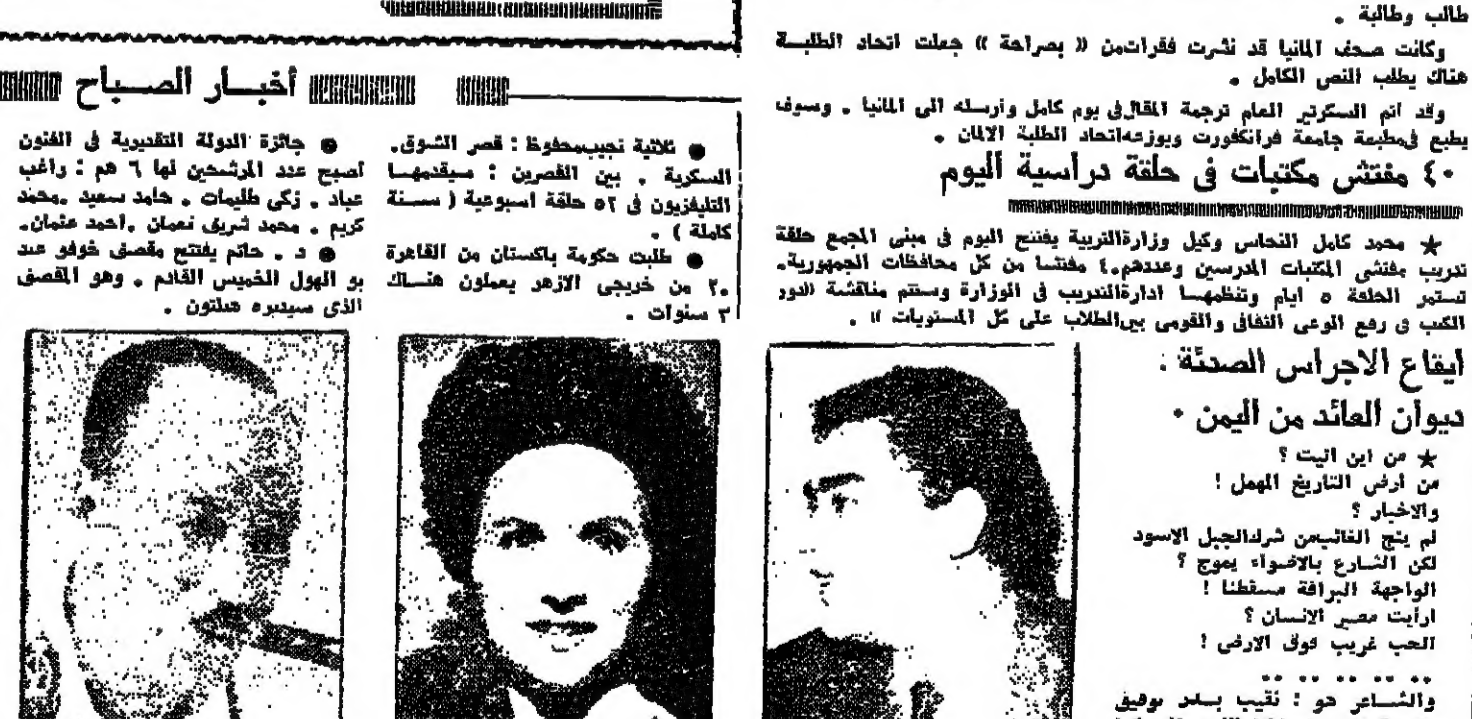 طالب وطالبة .
وكانت صحف المانيا قد نشرت فقرات من « بصراحة » جعلت اتحاد الطلبة
هناك يطلب النص الكامل .
وقد اتم السكرتير العام ترجمة المقال في يوم كامل وارسله الى المانيا . وسوف
يطبع في مطبعة جامعة فرانكفورت ويوزعه اتحاد الطلبة الالمان .
٤٠ مفتش مكتبات فى حلقة دراسية اليوم
★ محمد كامل النحاس وكيل وزارة التربية يفتتح اليوم فى مبنى المجمع حلقة
تدريب مفتشى المكتبات المدرسين وعددهم ٤٠ مفتشا من كل محافظات الجمهورية.
تستمر الحلقة ٥ ايام وتنظمها ادارة التدريب فى الوزارة وستتم مناقشة «دور
الكتب فى رفع الوعى الثقافى والقومى بين الطلاب على كل المستويات » .
ايقاع الاجراس الصدئة .
ديوان العائد من اليمن .
★ من اين اتيت ؟
من ارض التاريخ المهمل !
والاخبار ؟
لم ينج الغائب من شرك الجبل الاسود
لكن الشارع بالاضواء يموج ؟
الواجهة البراقة مسقطنا !
ارأيت مصير الانسان ؟
الحب غريب فوق الارض !
.. .. .. .. ..
والشاعر هو : نقيب بدر توفيق
أخبار الصباح
● ثلاثية نجيب محفوظ : قصر الشوق.
السكرية . بين القصرين : سيقدمها
التليفزيون فى ٥٢ حلقة اسبوعية ( سنة
كاملة ) .
● طلبت حكومة باكستان من القاهرة
٢٠ من خريجى الازهر يعملون هناك
٣ سنوات .
● جائزة الدولة التقديرية فى الفنون
اصبح عدد المرشحين لها ٦ هم : راغب
عياد . زكى طليمات . حامد سعيد .محمد
كريم . محمد شريف نعمان .احمد عثمان.
● د . حاتم يفتتح مقصف خوفو عند
بو الهول الخميس القادم . وهو المقصف
الذى سيديره هيلتون .